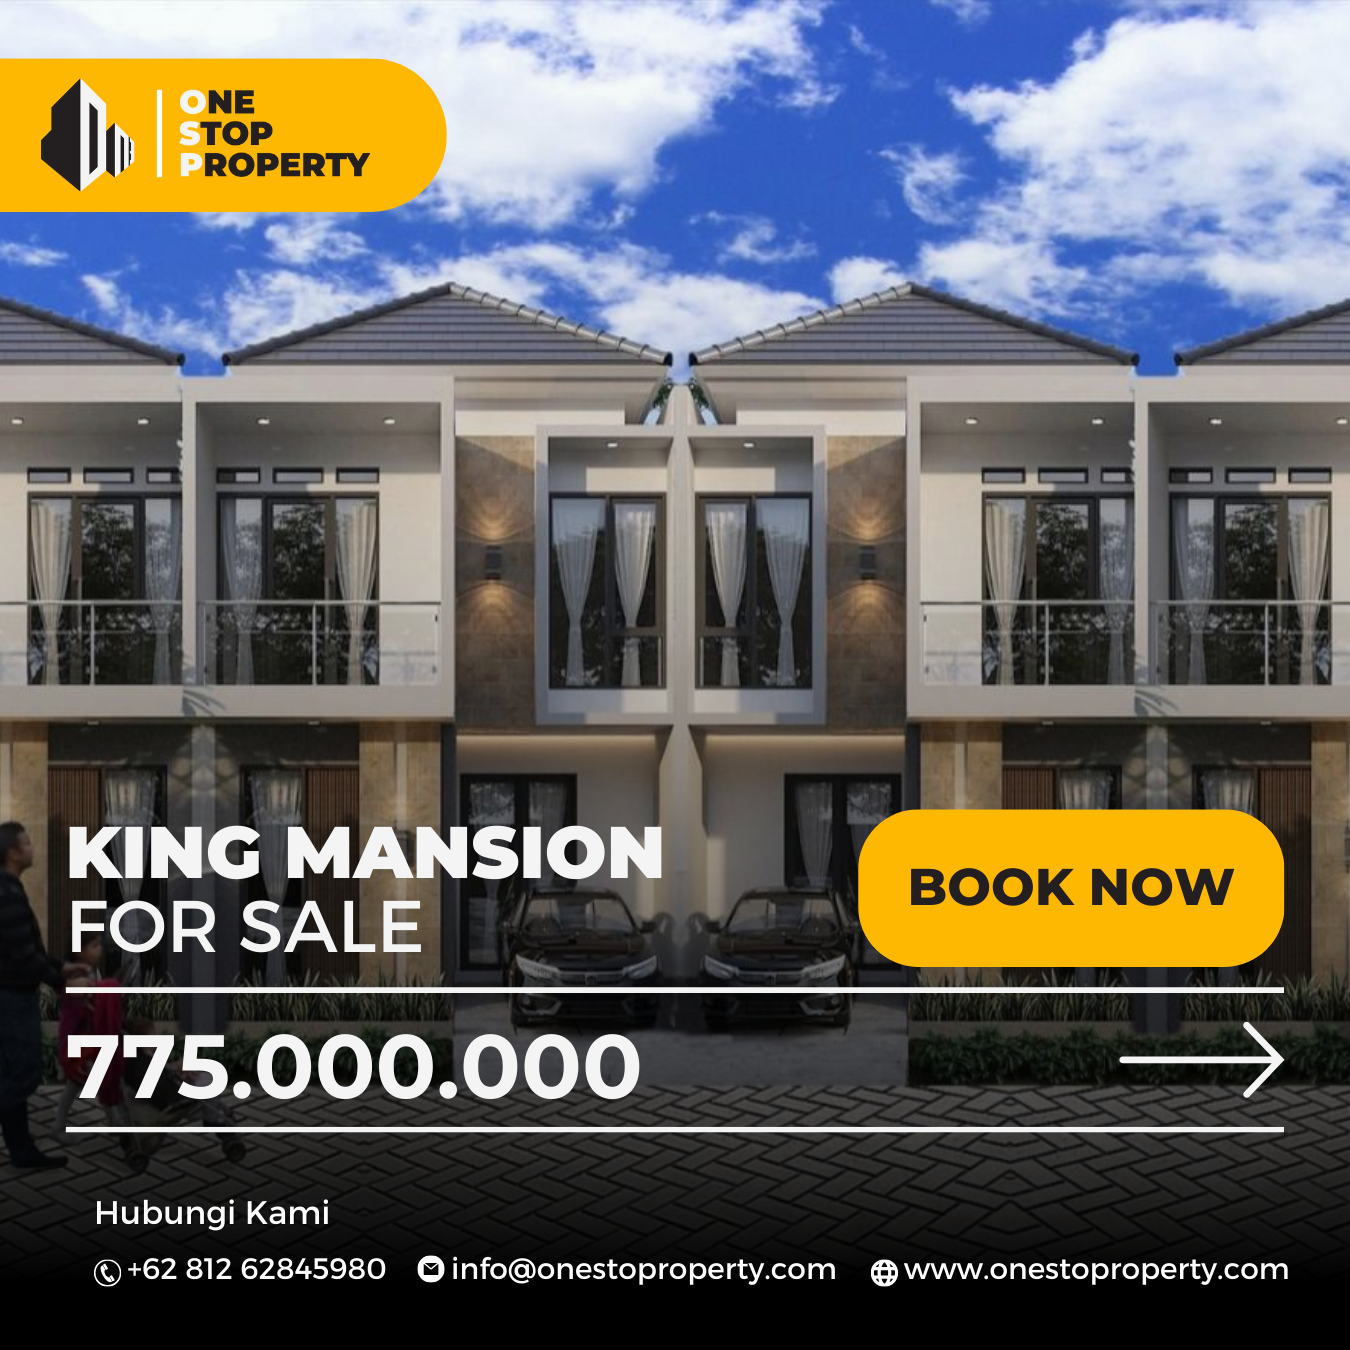 ONE
STOP
PROPERTY
KING MANSION
FOR SALE
BOOK NOW
775.000.000
Hubungi Kami
+62 812 62845980
info@onestoproperty.com
www.onestoproperty.com